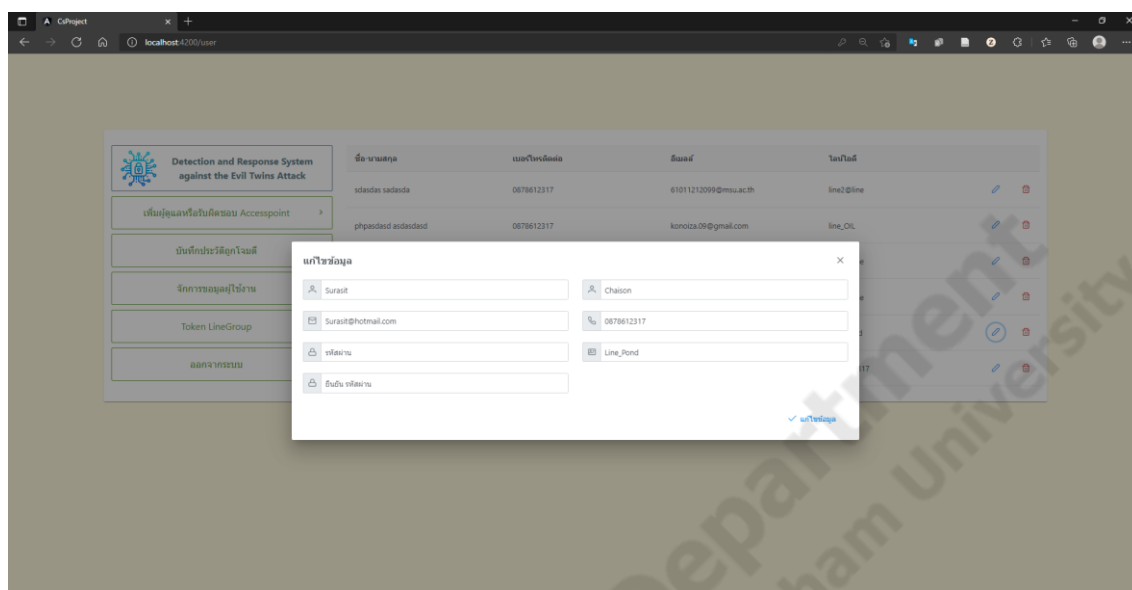 CsProject
localhost:4200/user
Detection and Response System
against the Evil Twins Attack
เพิ่มผู้ดูแลหรือรับผิดชอบ Accesspoint
บันทึกประวัติถูกโจมตี
จัดการขอมูลผู้ใช้งาน
Token LineGroup
ออกจากระบบ
ชื่อ-นามสกุล เบอร์โทรติดต่อ อีเมลล์ ไลน์ไอดี
sdasdas sadasda 0878612317 61011212099@msu.ac.th line2@line
phpasdasd asdasdasd 0878612317 konoiza.09@gmail.com line_OIL
แก้ไขข้อมูล
Surasit Chaison
Surasit@hotmail.com 0878612317
รหัสผ่าน Line_Pond
ยืนยัน รหัสผ่าน
แก้ไขข้อมูล
Department
University